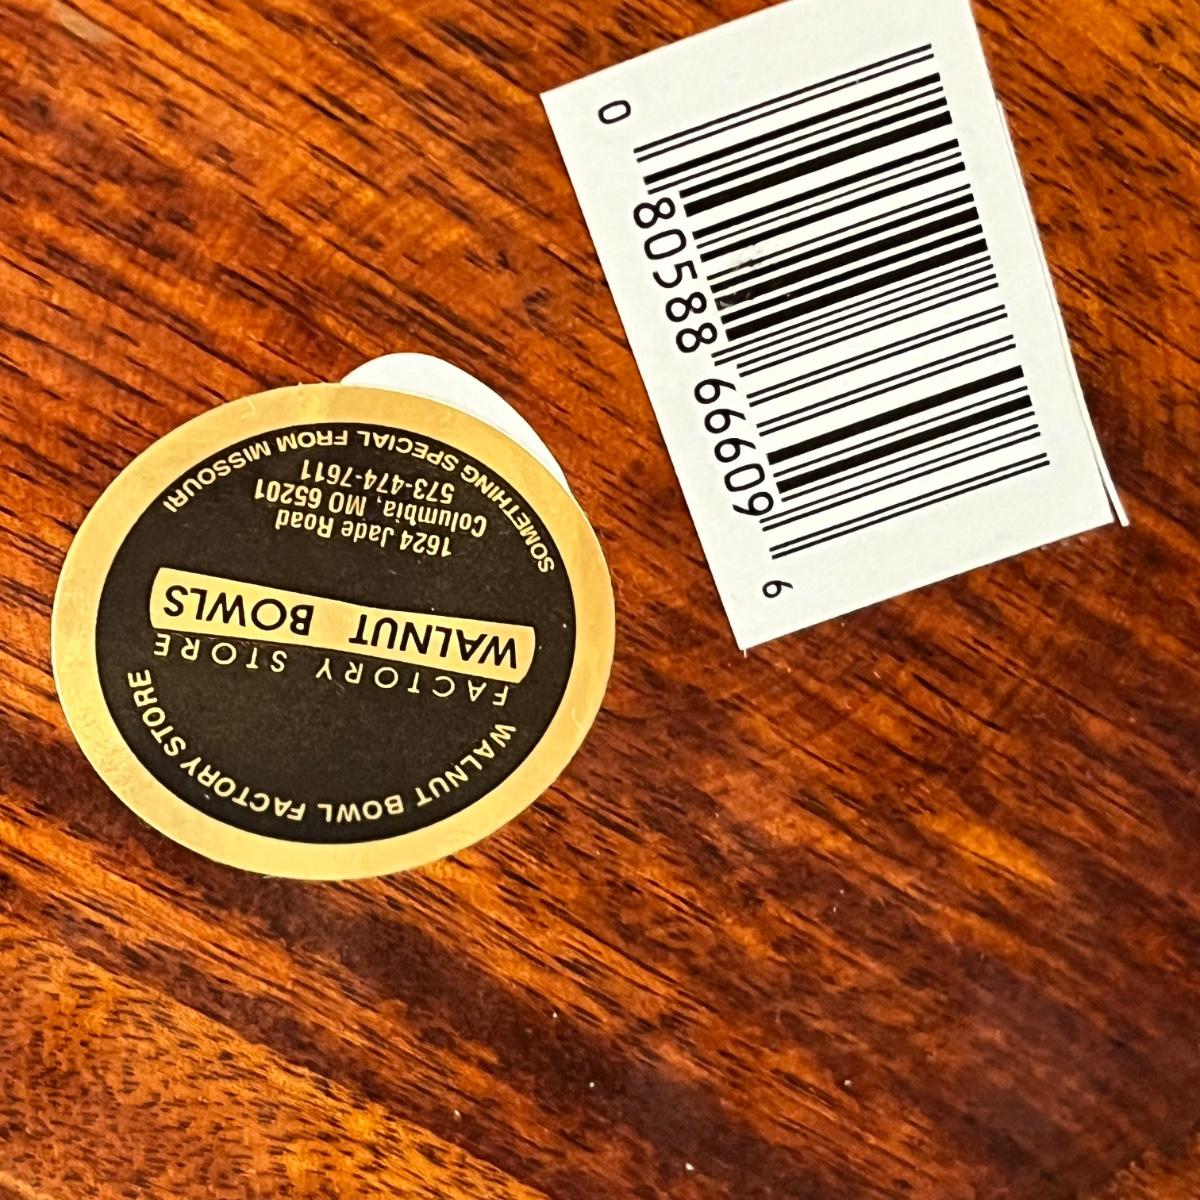 WALNUT BOWL FACTORY STORE
FACTORY STORE
WALNUT BOWLS
1624 Jade Road
Columbia, MO 65201
573-474-7611
SOMETHING SPECIAL FROM MISSOURI
0 80588 66609 6